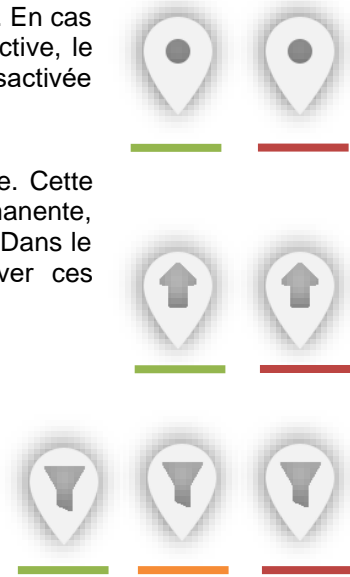 . En cas
ctive, le
sactivée
e. Cette
nanente,
Dans le
ver ces